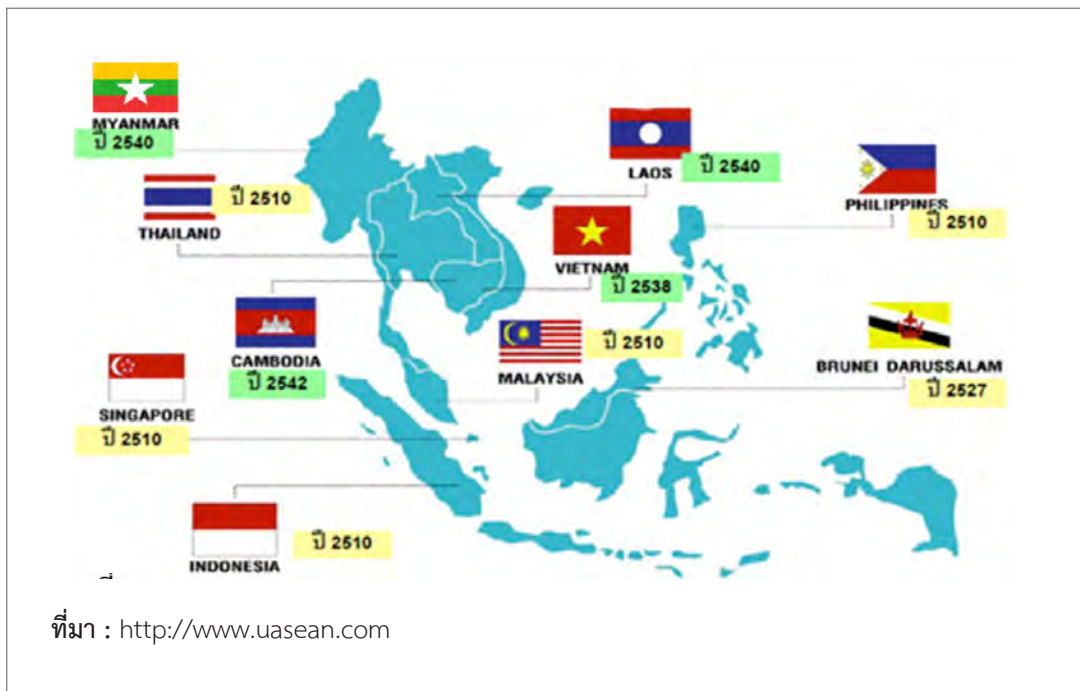 MYANMAR
ปี 2540
THAILAND
ปี 2510
LAOS
ปี 2540
PHILIPPINES
ปี 2510
VIETNAM
ปี 2538
CAMBODIA
ปี 2542
MALAYSIA
ปี 2510
BRUNEI DARUSSALAM
ปี 2527
SINGAPORE
ปี 2510
INDONESIA
ปี 2510
ที่มา : http://www.uasean.com